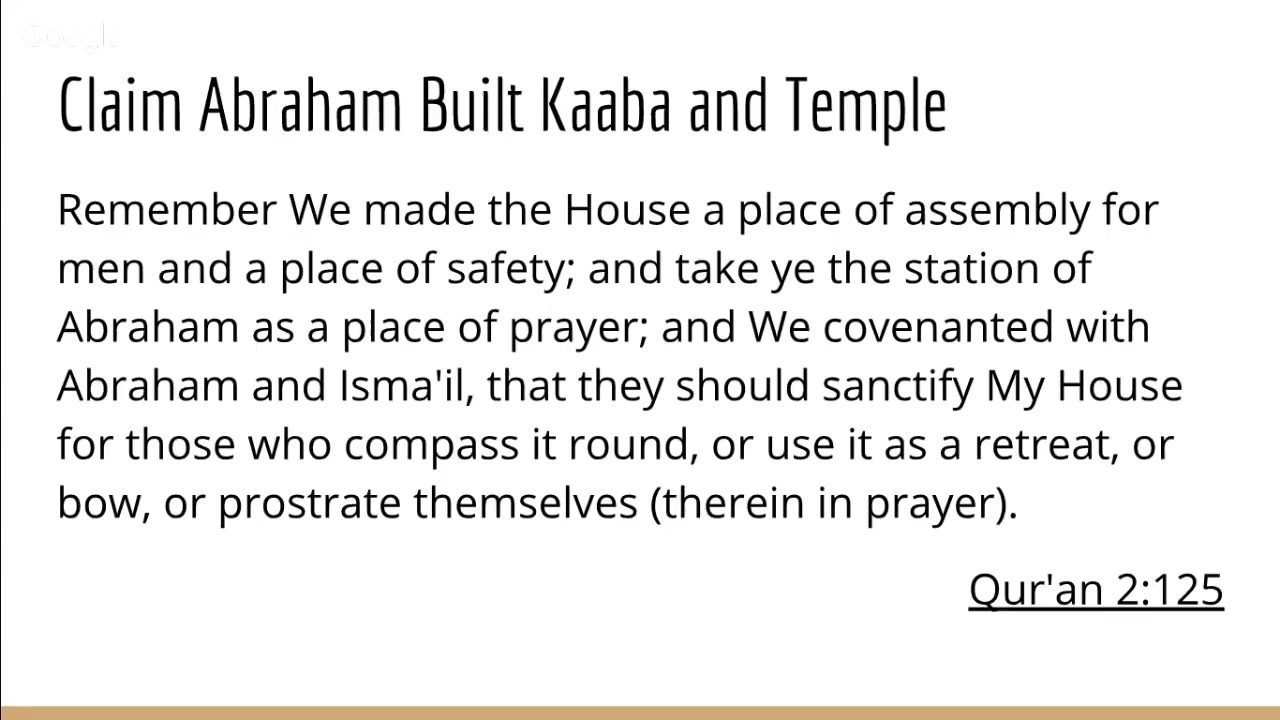 Claim Abraham Built Kaaba and Temple
Remember We made the House a place of assembly for
men and a place of safety; and take ye the station of
Abraham as a place of prayer; and We covenanted with
Abraham and Isma'il, that they should sanctify My House
for those who compass it round, or use it as a retreat, or
bow, or prostrate themselves (therein in prayer).
Qur'an 2:125